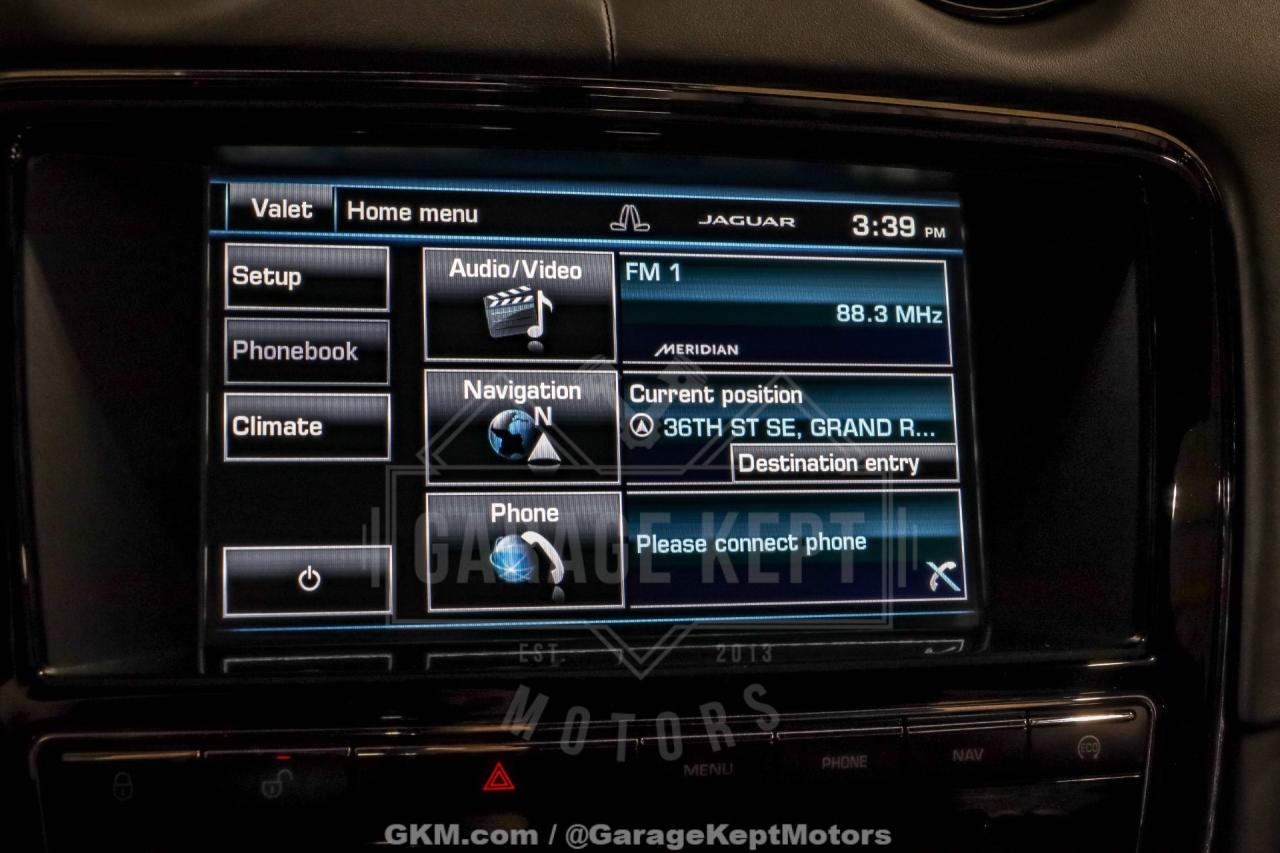 Valet
Home menu
JAGUAR
3:39 PM
Setup
Phonebook
Climate
Audio/Video
FM 1
88.3 MHz
MERIDIAN
Navigation
N
Current position
36TH ST SE, GRAND R...
Destination entry
Phone
Please connect phone
GARAGE KEPT
EST. 2013
MOTORS
MENU
PHONE
NAV
ECO
GKM.com / @GarageKeptMotors